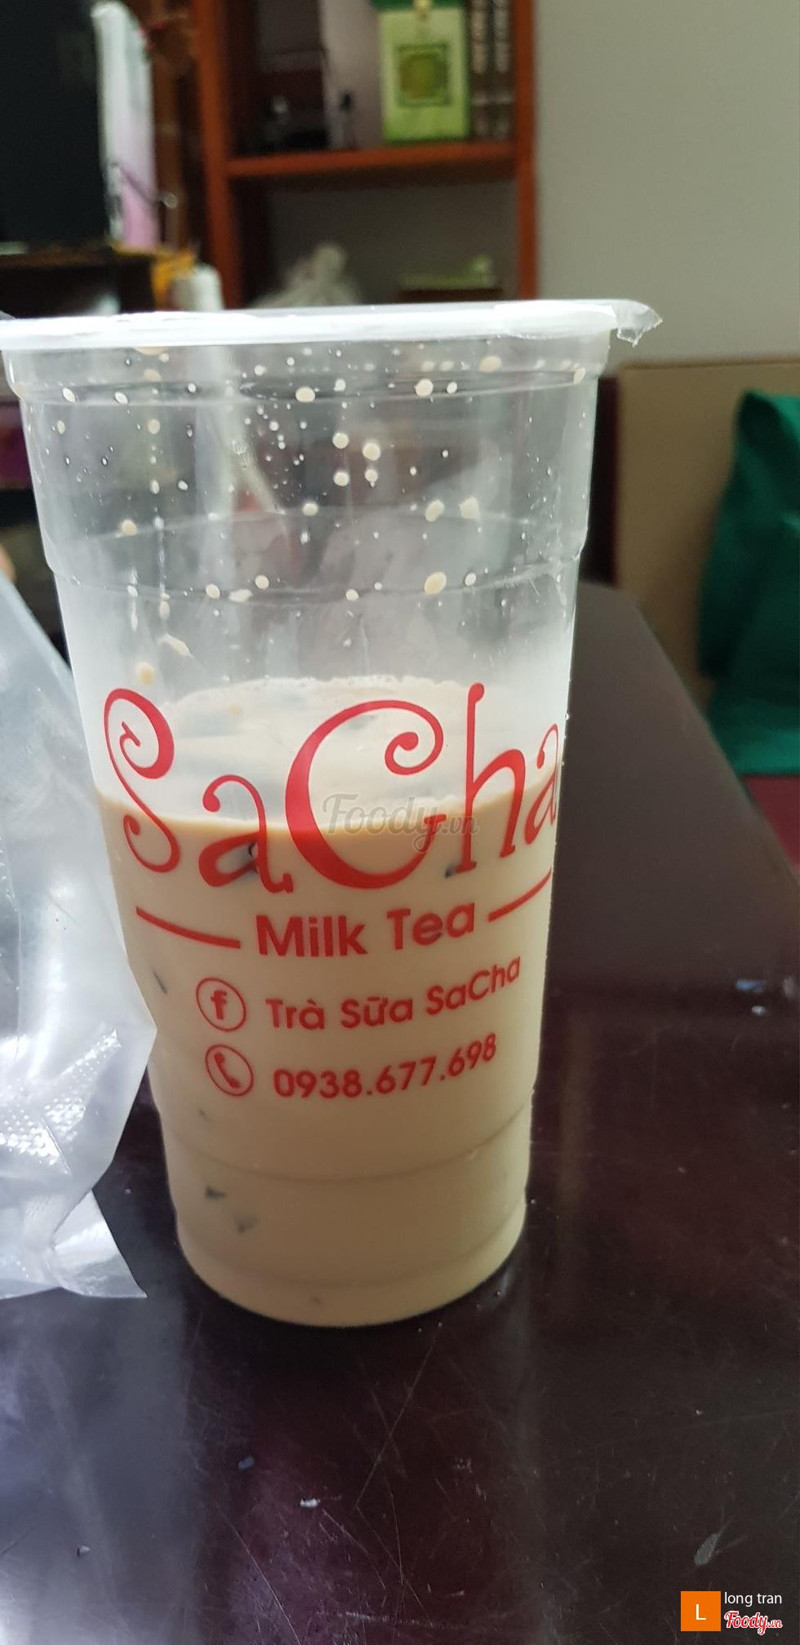 SaCha
Foody.vn
Milk Tea
f Trà Sữa SaCha
0938.677.698
L long tran
Foody.vn